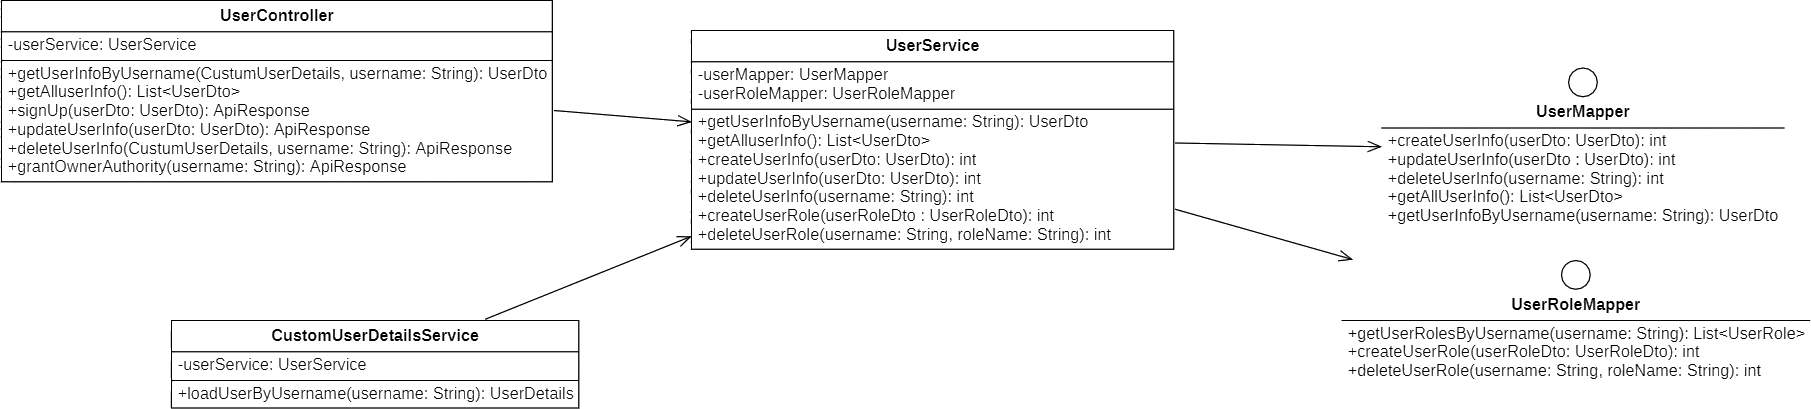 UserController
-userService: UserService
+getUserInfoByUsername(CustumUserDetails, username: String): UserDto
+getAlluserInfo(): List<UserDto>
+signUp(userDto: UserDto): ApiResponse
+updateUserInfo(userDto: UserDto): ApiResponse
+deleteUserInfo(CustumUserDetails, username: String): ApiResponse
+grantOwnerAuthority(username: String): ApiResponse
UserService
-userMapper: UserMapper
-userRoleMapper: UserRoleMapper
+getUserInfoByUsername(username: String): UserDto
+getAlluserInfo(): List<UserDto>
+createUserInfo(userDto: UserDto): int
+updateUserInfo(userDto: UserDto): int
+deleteUserInfo(username: String): int
+createUserRole(userRoleDto : UserRoleDto): int
+deleteUserRole(username: String, roleName: String): int
UserMapper
+createUserInfo(userDto: UserDto): int
+updateUserInfo(userDto : UserDto): int
+deleteUserInfo(username: String): int
+getAllUserInfo(): List<UserDto>
+getUserInfoByUsername(username: String): UserDto
UserRoleMapper
+getUserRolesByUsername(username: String): List<UserRole>
+createUserRole(userRoleDto: UserRoleDto): int
+deleteUserRole(username: String, roleName: String): int
CustomUserDetailsService
-userService: UserService
+loadUserByUsername(username: String): UserDetails